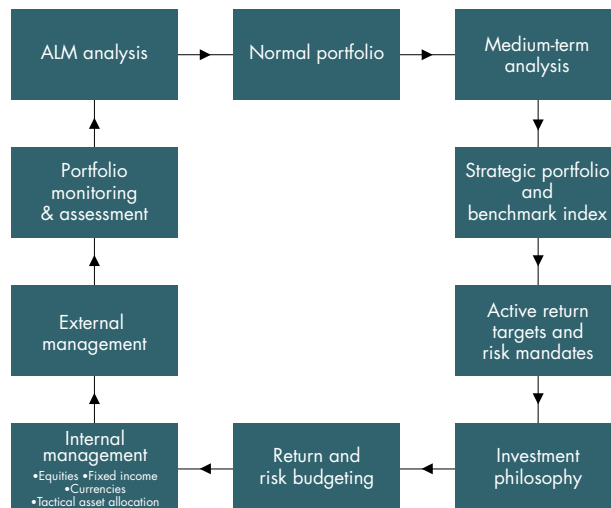 ALM analysis
Normal portfolio
Medium-term
analysis
Portfolio
monitoring
& assessment
Strategic portfolio
and
benchmark index
External
management
Active return
targets and
risk mandates
Internal
management
•Equities •Fixed income
•Currencies
•Tactical asset allocation
Return and
risk budgeting
Investment
philosophy